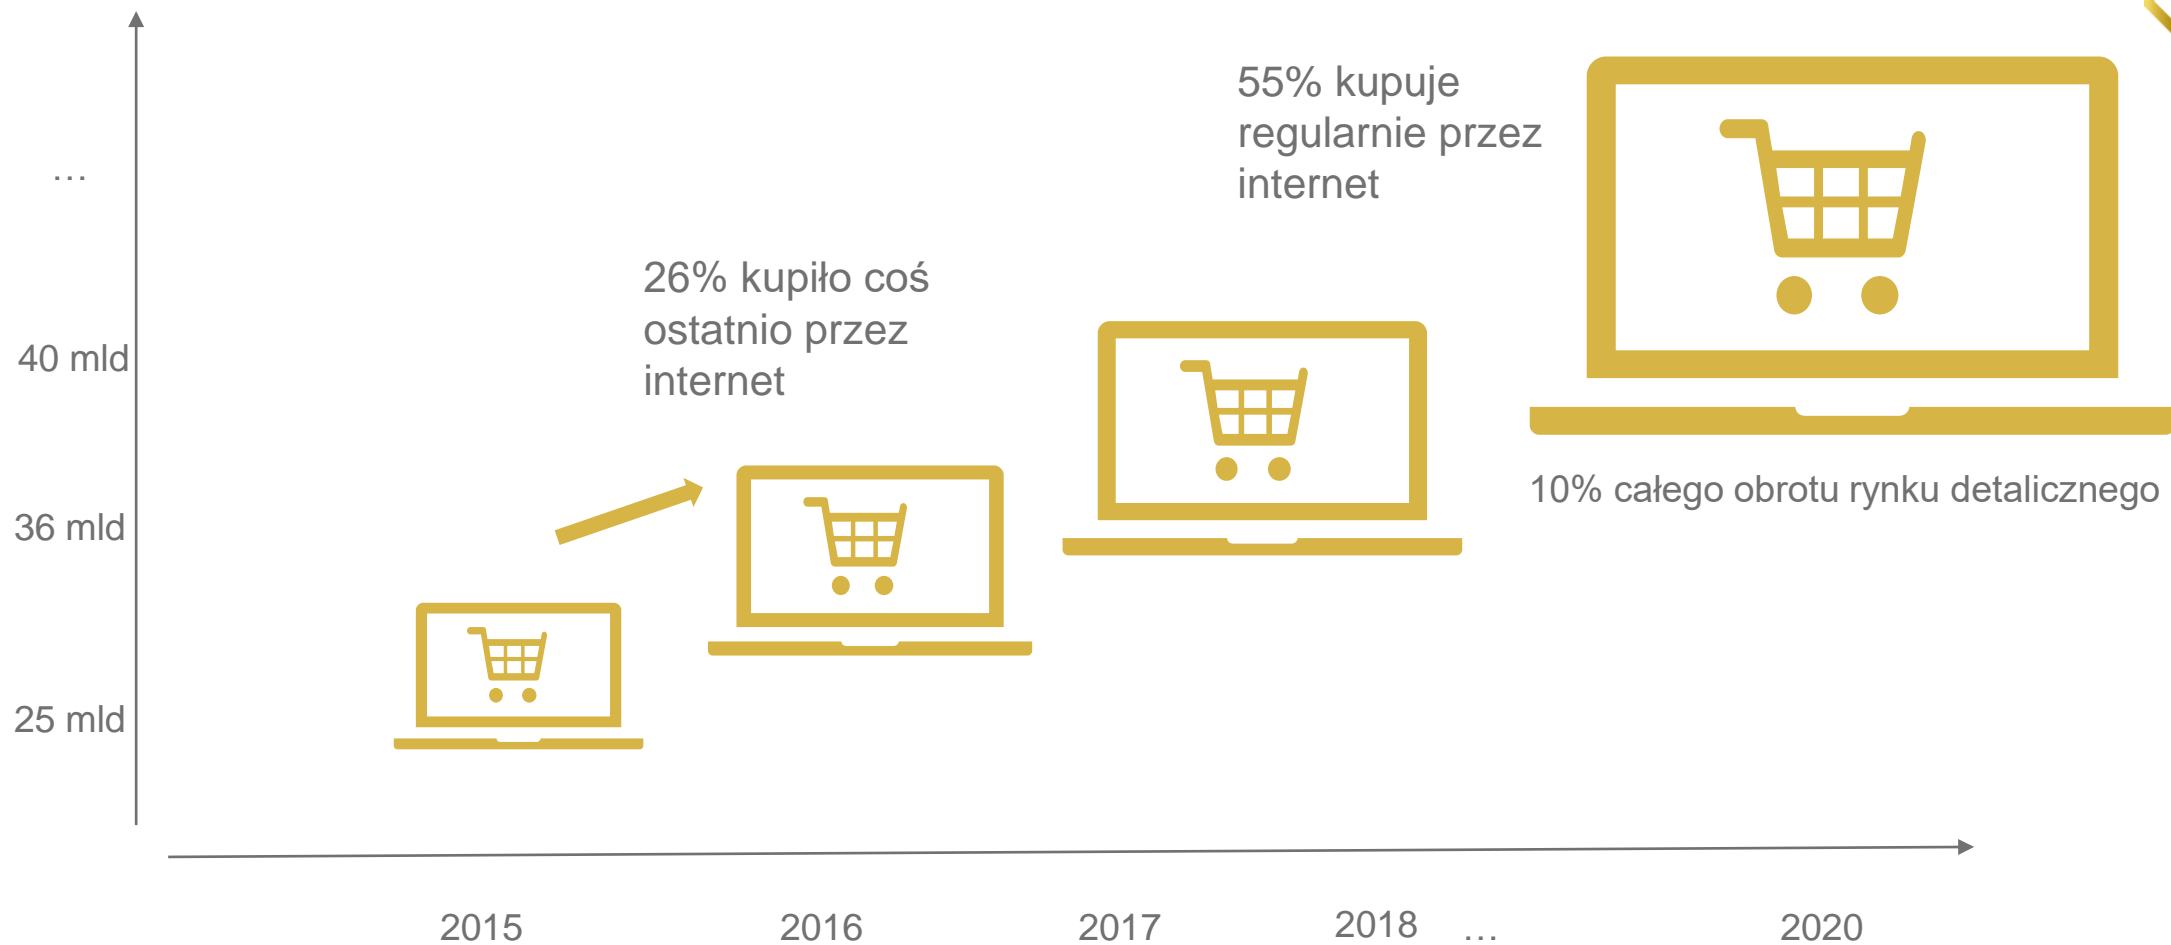 55% kupuje
regularnie przez
internet
…
26% kupiło coś
ostatnio przez
internet
40 mld
10% całego obrotu rynku detalicznego
36 mld
25 mld
2015 2016 2017 2018 … 2020